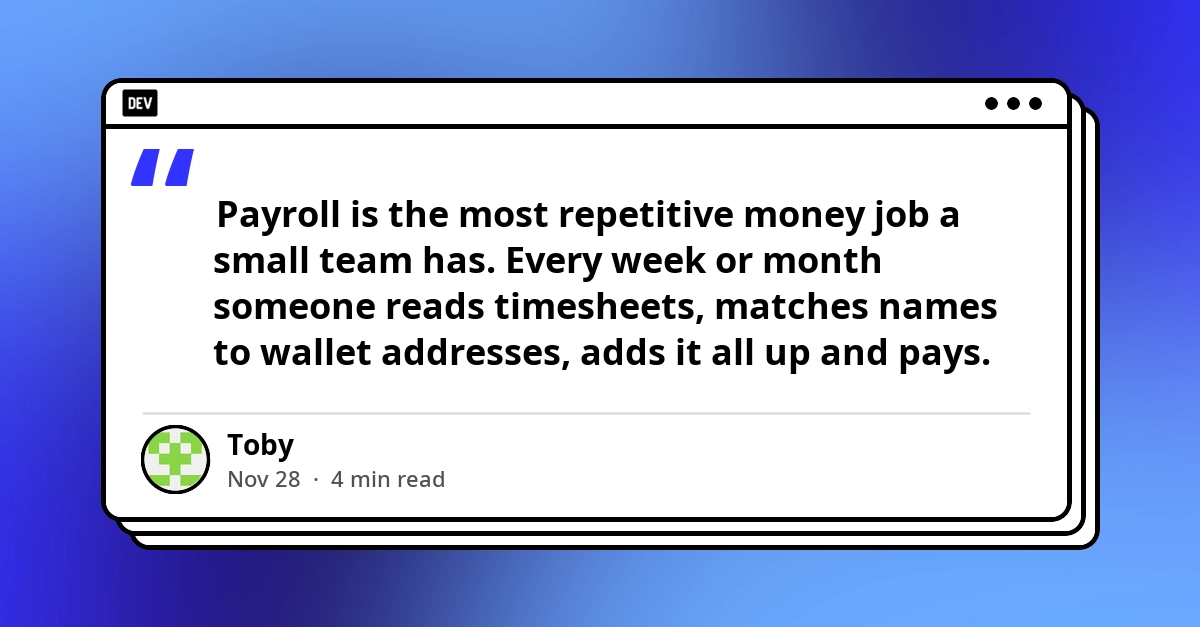 DEV
Payroll is the most repetitive money job a
small team has. Every week or month
someone reads timesheets, matches names
to wallet addresses, adds it all up and pays.
Toby
Nov 28 · 4 min read